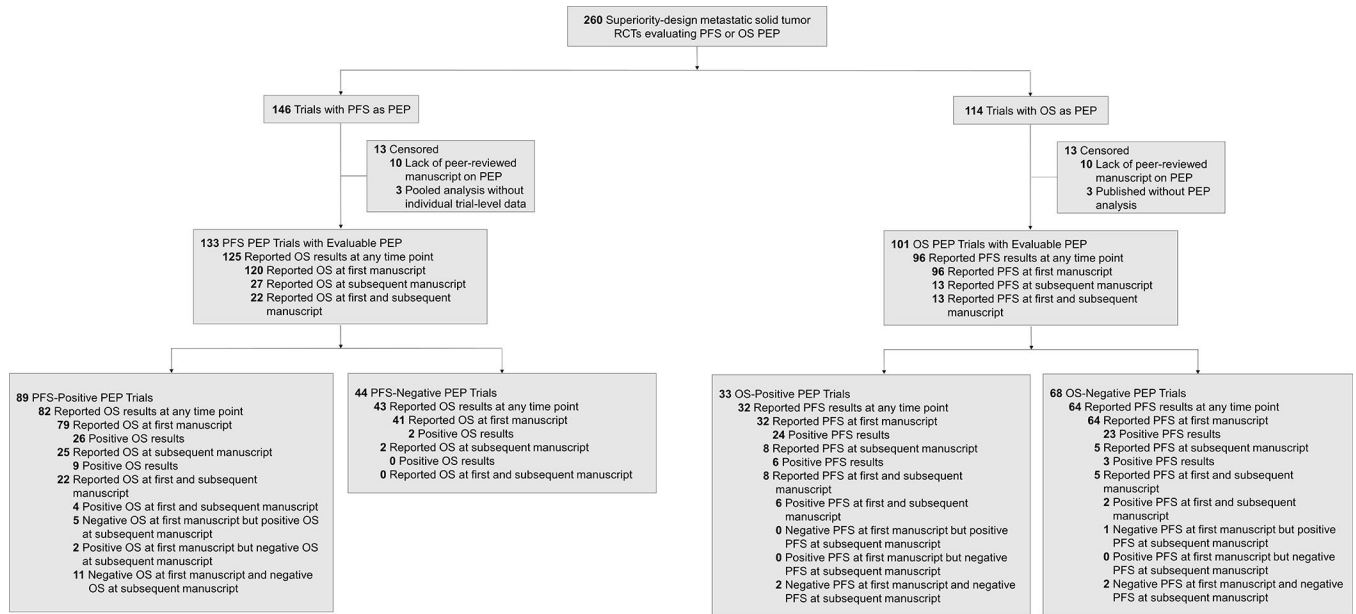 260 Superiority-design metastatic solid tumor
RCTs evaluating PFS or OS PEP
146 Trials with PFS as PEP
114 Trials with OS as PEP
13 Censored
10 Lack of peer-reviewed
manuscript on PEP
3 Pooled analysis without
individual trial-level data
13 Censored
10 Lack of peer-reviewed
manuscript on PEP
3 Published without PEP
analysis
133 PFS PEP Trials with Evaluable PEP
125 Reported OS results at any time point
120 Reported OS at first manuscript
27 Reported OS at subsequent manuscript
22 Reported OS at first and subsequent
manuscript
101 OS PEP Trials with Evaluable PEP
96 Reported PFS results at any time point
96 Reported PFS at first manuscript
13 Reported PFS at subsequent manuscript
13 Reported PFS at first and subsequent
manuscript
89 PFS-Positive PEP Trials
82 Reported OS results at any time point
79 Reported OS at first manuscript
26 Positive OS results
25 Reported OS at subsequent manuscript
9 Positive OS results
22 Reported OS at first and subsequent
manuscript
4 Positive OS at first and subsequent manuscript
5 Negative OS at first manuscript but positive OS
at subsequent manuscript
2 Positive OS at first manuscript but negative OS
at subsequent manuscript
11 Negative OS at first manuscript and negative
OS at subsequent manuscript
44 PFS-Negative PEP Trials
43 Reported OS results at any time point
41 Reported OS at first manuscript
2 Positive OS results
2 Reported OS at subsequent manuscript
0 Positive OS results
0 Reported OS at first and subsequent manuscript
33 OS-Positive PEP Trials
32 Reported PFS results at any time point
32 Reported PFS at first manuscript
24 Positive PFS results
8 Reported PFS at subsequent manuscript
6 Positive PFS results
8 Reported PFS at first and subsequent
manuscript
6 Positive PFS at first and subsequent
manuscript
0 Negative PFS at first manuscript but positive
PFS at subsequent manuscript
0 Positive PFS at first manuscript but negative
PFS at subsequent manuscript
2 Negative PFS at first manuscript and negative
PFS at subsequent manuscript
68 OS-Negative PEP Trials
64 Reported PFS results at any time point
64 Reported PFS at first manuscript
23 Positive PFS results
5 Reported PFS at subsequent manuscript
3 Positive PFS results
5 Reported PFS at first and subsequent
manuscript
2 Positive PFS at first and subsequent
manuscript
1 Negative PFS at first manuscript but positive
PFS at subsequent manuscript
0 Positive PFS at first manuscript but negative
PFS at subsequent manuscript
2 Negative PFS at first manuscript and negative
PFS at subsequent manuscript